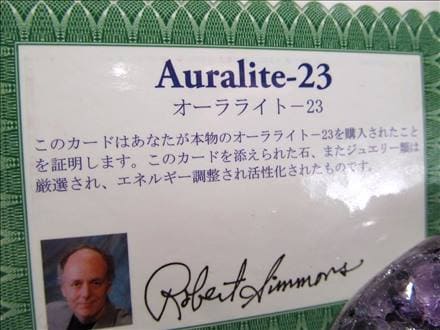 Auralite-23
オーラライト－23
このカードはあなたが本物のオーラライト－23を購入されたこと
を証明します。このカードを添えられた石、またジュエリー類は
厳選され、エネルギー調整され活性化されたものです。
Robert Simmons